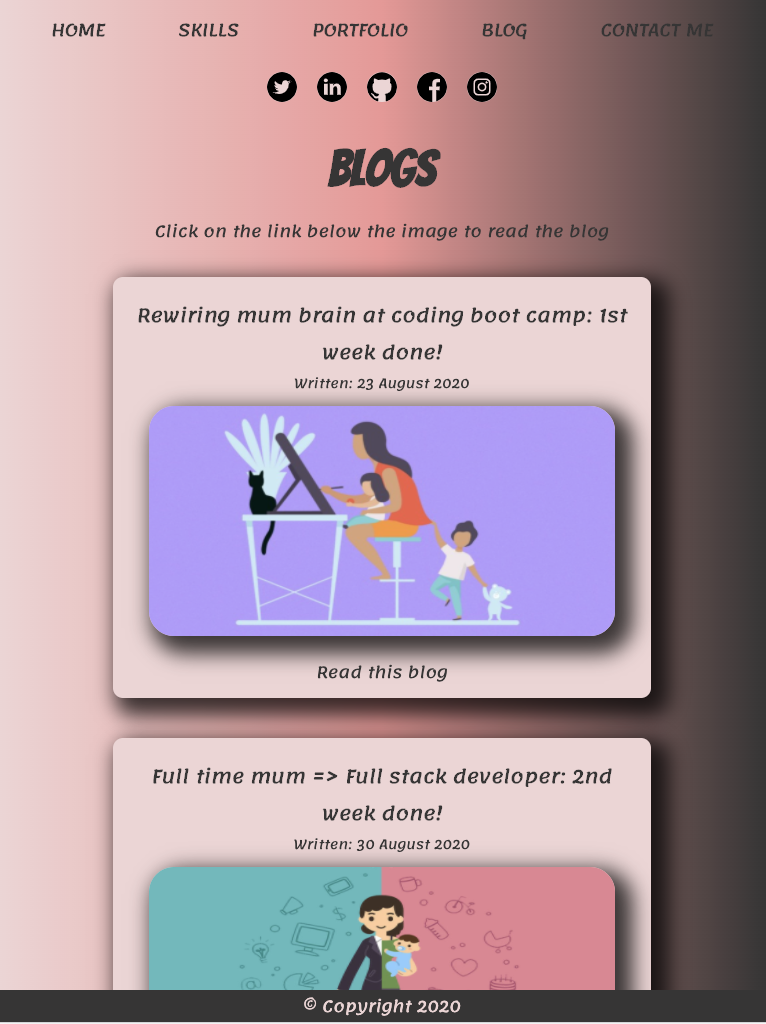 HOME SKILLS PORTFOLIO BLOG CONTACT ME
BLOGS
Click on the link below the image to read the blog
Rewiring mum brain at coding boot camp: 1st
week done!
Written: 23 August 2020
Read this blog
Full time mum => Full stack developer: 2nd
week done!
Written: 30 August 2020
© Copyright 2020